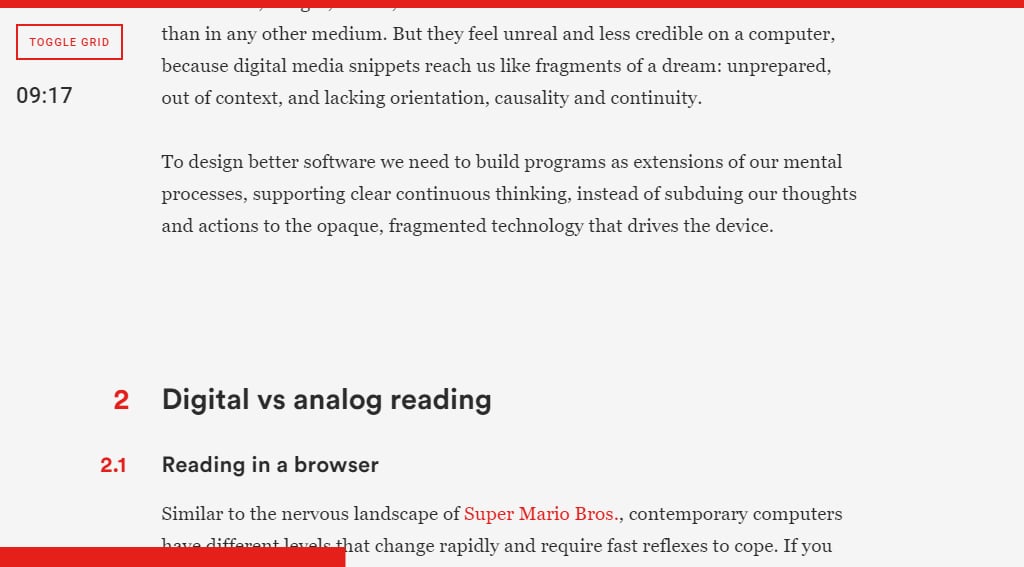 TOGGLE GRID
09:17
than in any other medium. But they feel unreal and less credible on a computer,
because digital media snippets reach us like fragments of a dream: unprepared,
out of context, and lacking orientation, causality and continuity.
To design better software we need to build programs as extensions of our mental
processes, supporting clear continuous thinking, instead of subduing our thoughts
and actions to the opaque, fragmented technology that drives the device.
2 Digital vs analog reading
2.1 Reading in a browser
Similar to the nervous landscape of Super Mario Bros., contemporary computers
have different levels that change rapidly and require fast reflexes to cope. If you